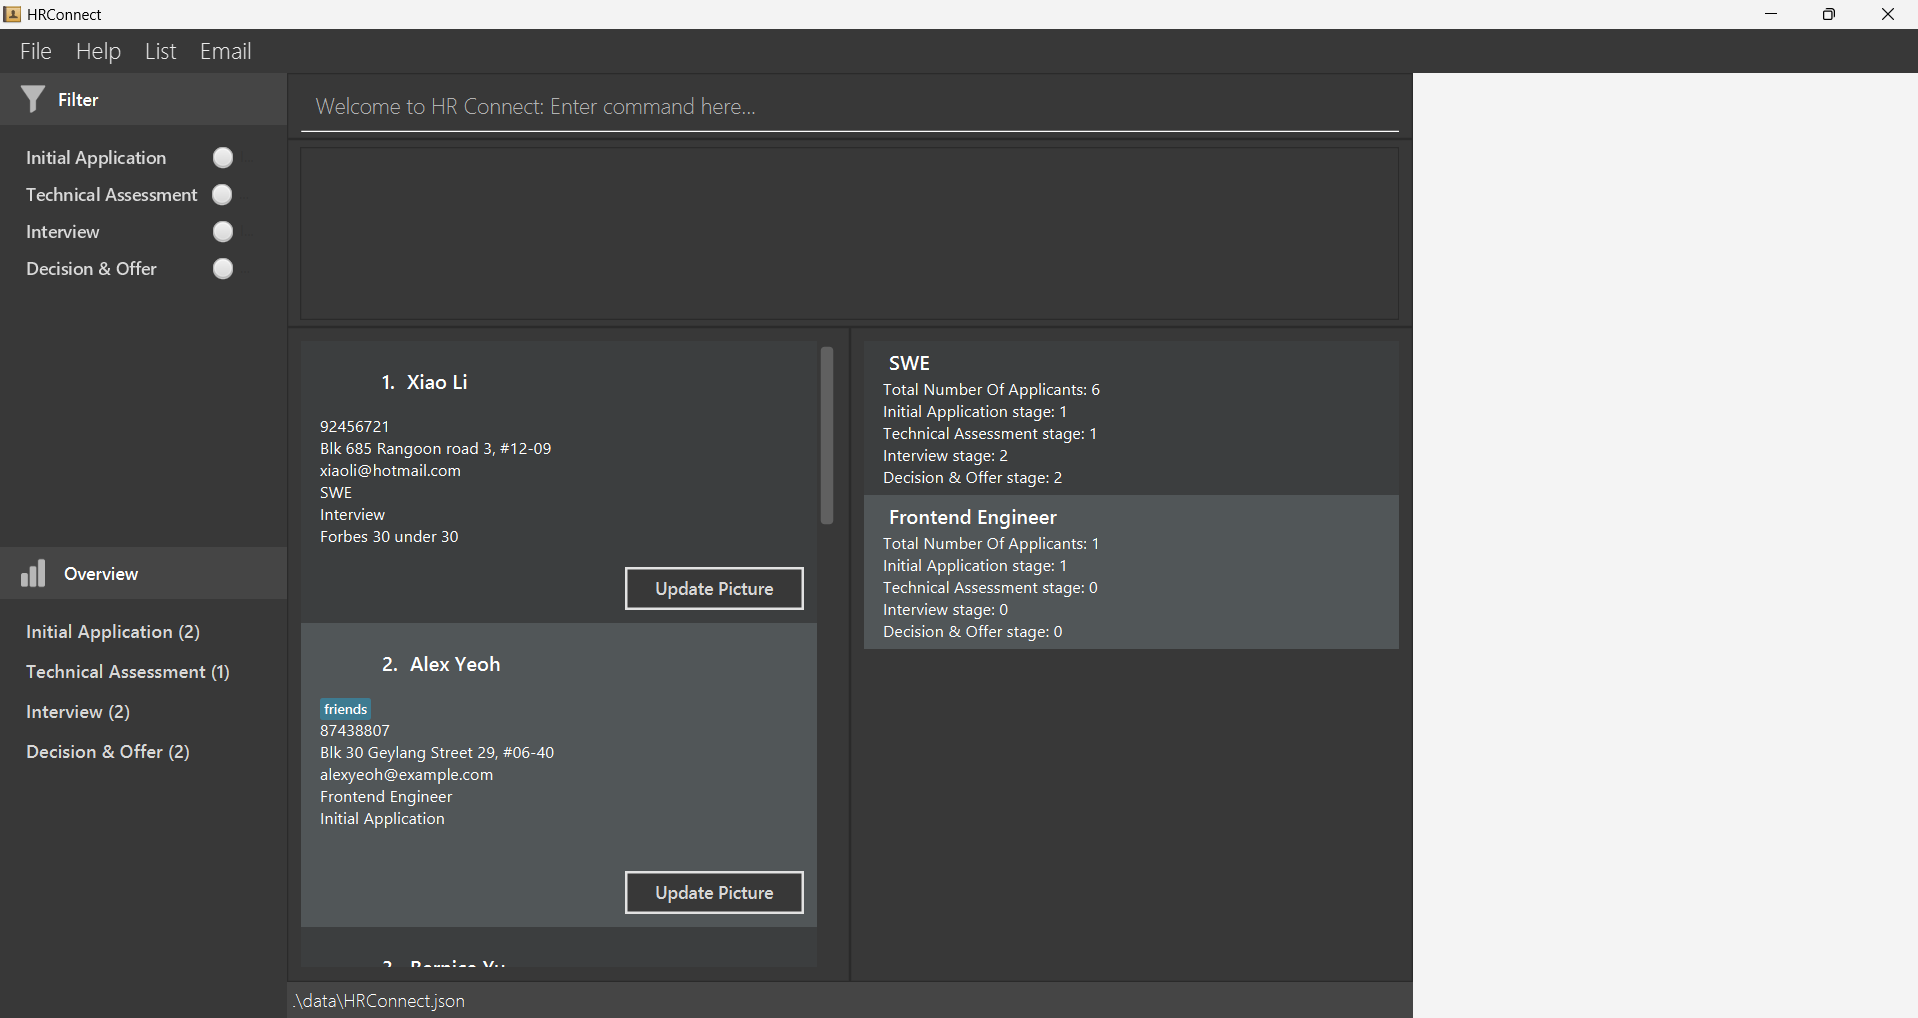 HRConnect
File Help List Email
Filter
Initial Application
Technical Assessment
Interview
Decision & Offer
Overview
Initial Application (2)
Technical Assessment (1)
Interview (2)
Decision & Offer (2)
Welcome to HR Connect: Enter command here...
1. Xiao Li
92456721
Blk 685 Rangoon road 3, #12-09
xiaoli@hotmail.com
SWE
Interview
Forbes 30 under 30
Update Picture
2. Alex Yeoh
friends
87438807
Blk 30 Geylang Street 29, #06-40
alexyeoh@example.com
Frontend Engineer
Initial Application
Update Picture
SWE
Total Number Of Applicants: 6
Initial Application stage: 1
Technical Assessment stage: 1
Interview stage: 2
Decision & Offer stage: 2
Frontend Engineer
Total Number Of Applicants: 1
Initial Application stage: 1
Technical Assessment stage: 0
Interview stage: 0
Decision & Offer stage: 0
.\data\HRConnect.json